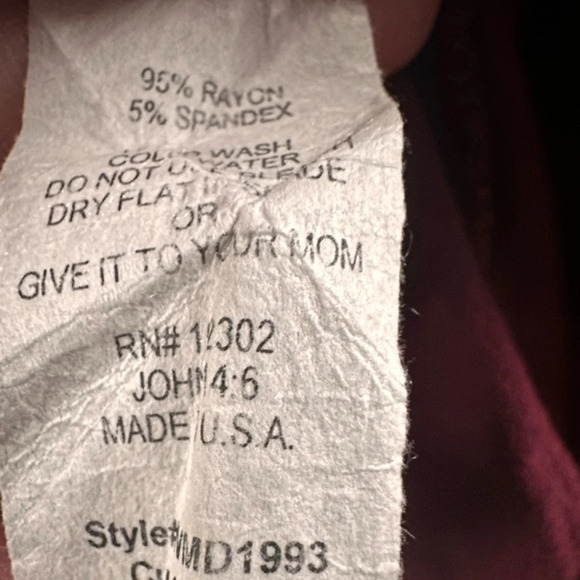 95% RAYON
5% SPANDEX
WASH
DO NOT WATER
DRY FLAT
OR
GIVE IT TO YOUR MOM
RN#
JOHN 4:6
MADE U.S.A.
Style# MD1993